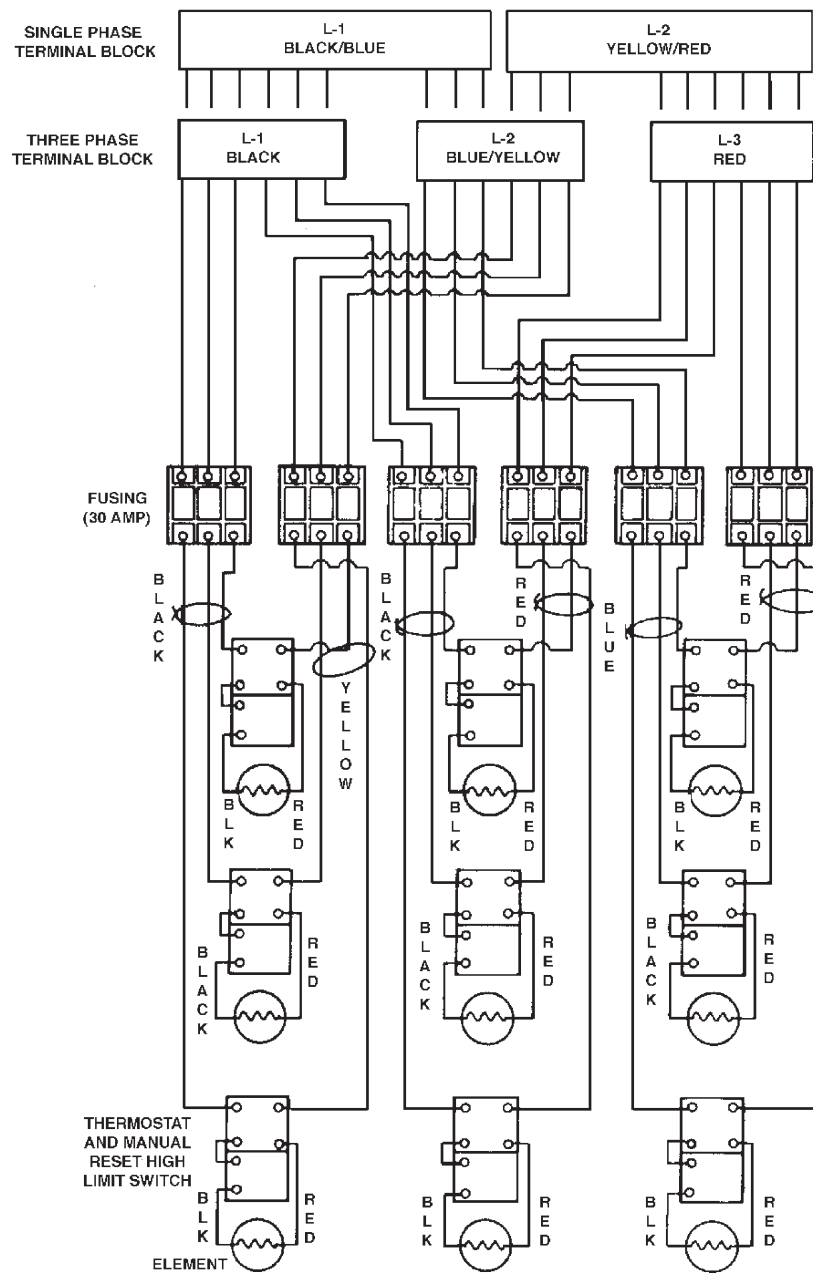 SINGLE PHASE
TERMINAL BLOCK
L-1
BLACK/BLUE
L-2
YELLOW/RED
THREE PHASE
TERMINAL BLOCK
L-1
BLACK
L-2
BLUE/YELLOW
L-3
RED
FUSING
(30 AMP)
BLACK
YELLOW
BLACK
RED
BLUE
RED
BLK
RED
BLK
RED
BLK
RED
BLACK
RED
BLACK
RED
BLACK
RED
THERMOSTAT
AND MANUAL
RESET HIGH
LIMIT SWITCH
BLK
RED
BLK
RED
BLK
RED
ELEMENT